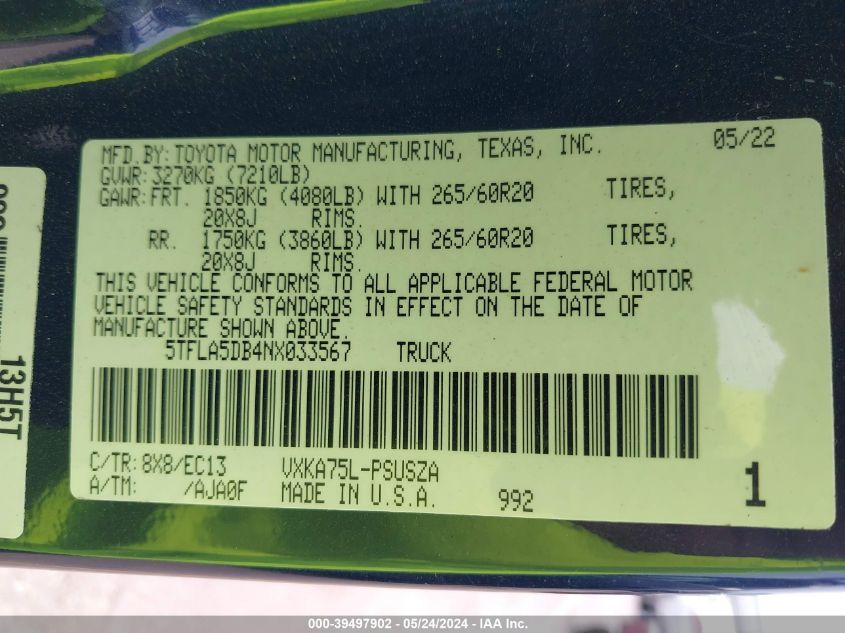 MFD.BY: TOYOTA MOTOR MANUFACTURING, TEXAS, INC. 05/22
GVWR: 3270KG (7210LB)
GAWR: FRT. 1850KG (4080LB) WITH 265/60R20 TIRES,
20X8J RIMS.
RR. 1750KG (3860LB) WITH 265/60R20 TIRES,
20X8J RIMS.
THIS VEHICLE CONFORMS TO ALL APPLICABLE FEDERAL MOTOR
VEHICLE SAFETY STANDARDS IN EFFECT ON THE DATE OF
MANUFACTURE SHOWN ABOVE.
5TFLA5DB4NX033567 TRUCK
C/TR: 8X8/EC13 VXKA75L-PSUSZA
A/TM: /AJA0F MADE IN U.S.A. 992 1
13H5T
000-39497902 / 05/24/2024 / IAA Inc.